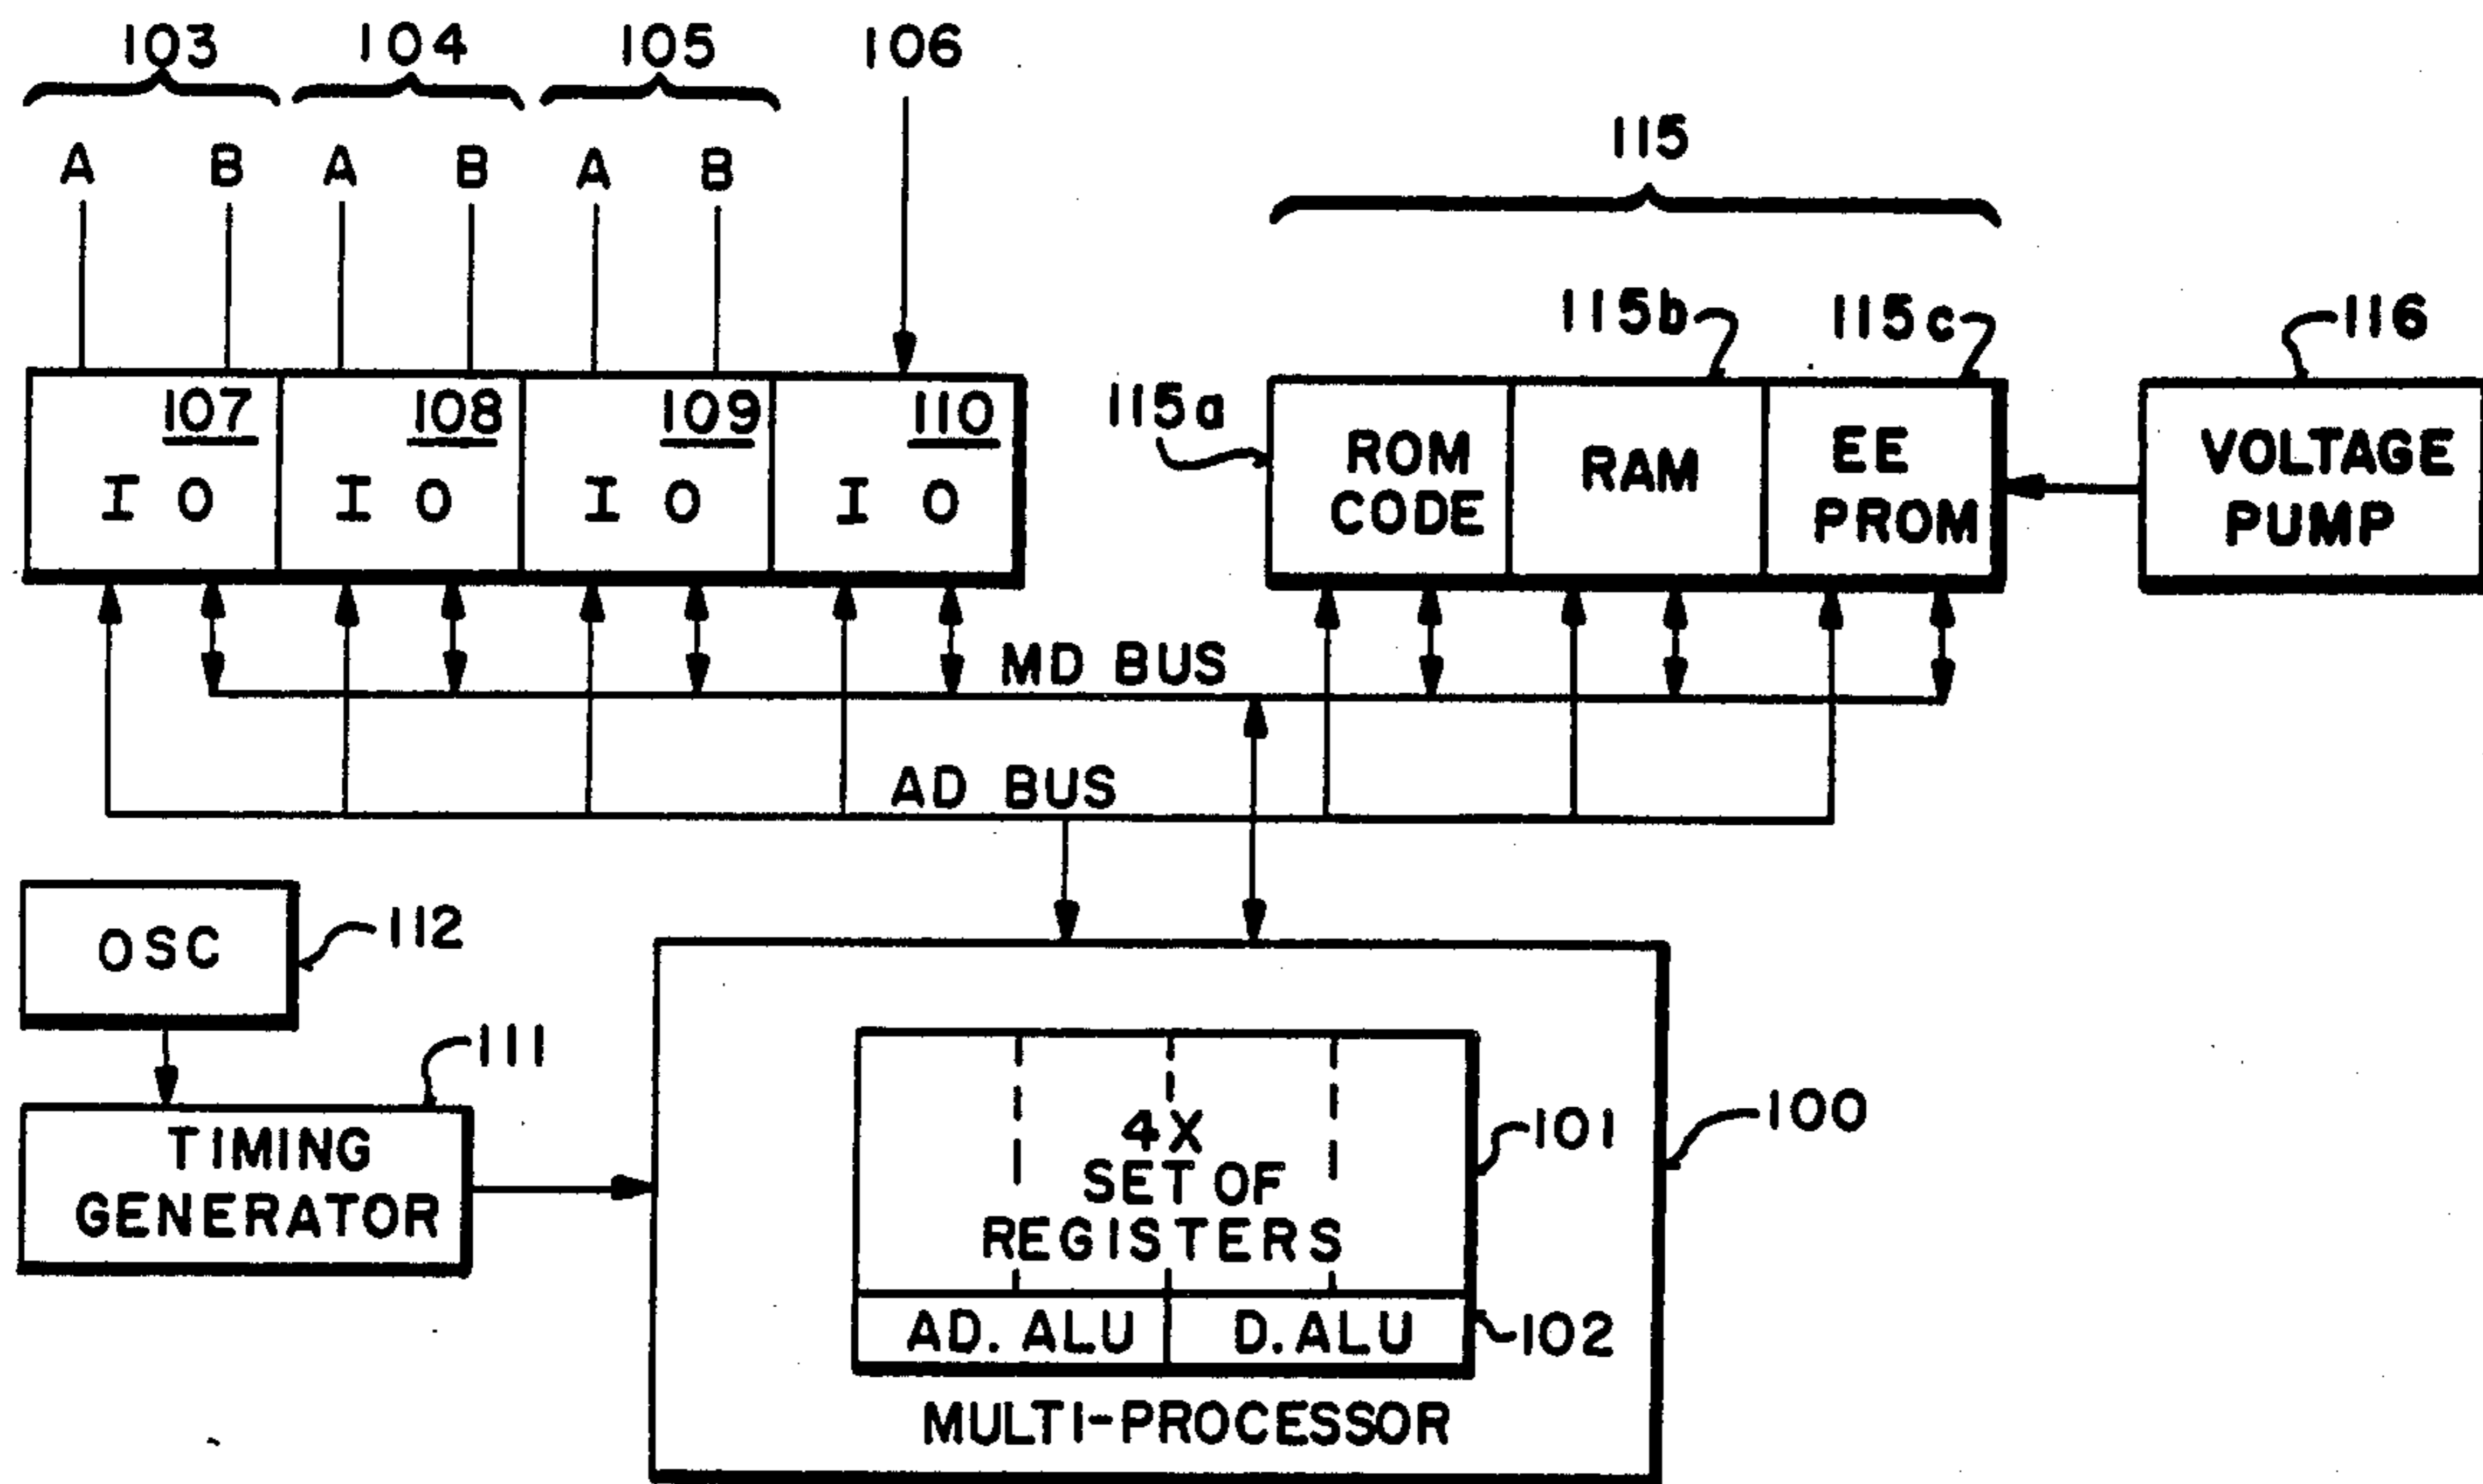 103 104 105 106
A B A B A B
115
115b 115c 116
115a
107 108 109 110
I O I O I O I O
ROM CODE
RAM
EE PROM
VOLTAGE PUMP
MD BUS
AD BUS
OSC
112
111
TIMING
GENERATOR
4X
SET OF
REGISTERS
101
100
AD. ALU D. ALU
102
MULTI-PROCESSOR